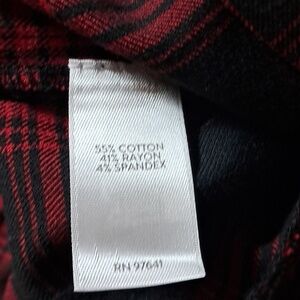 55% COTTON
41% RAYON
4% SPANDEX
RN 97641